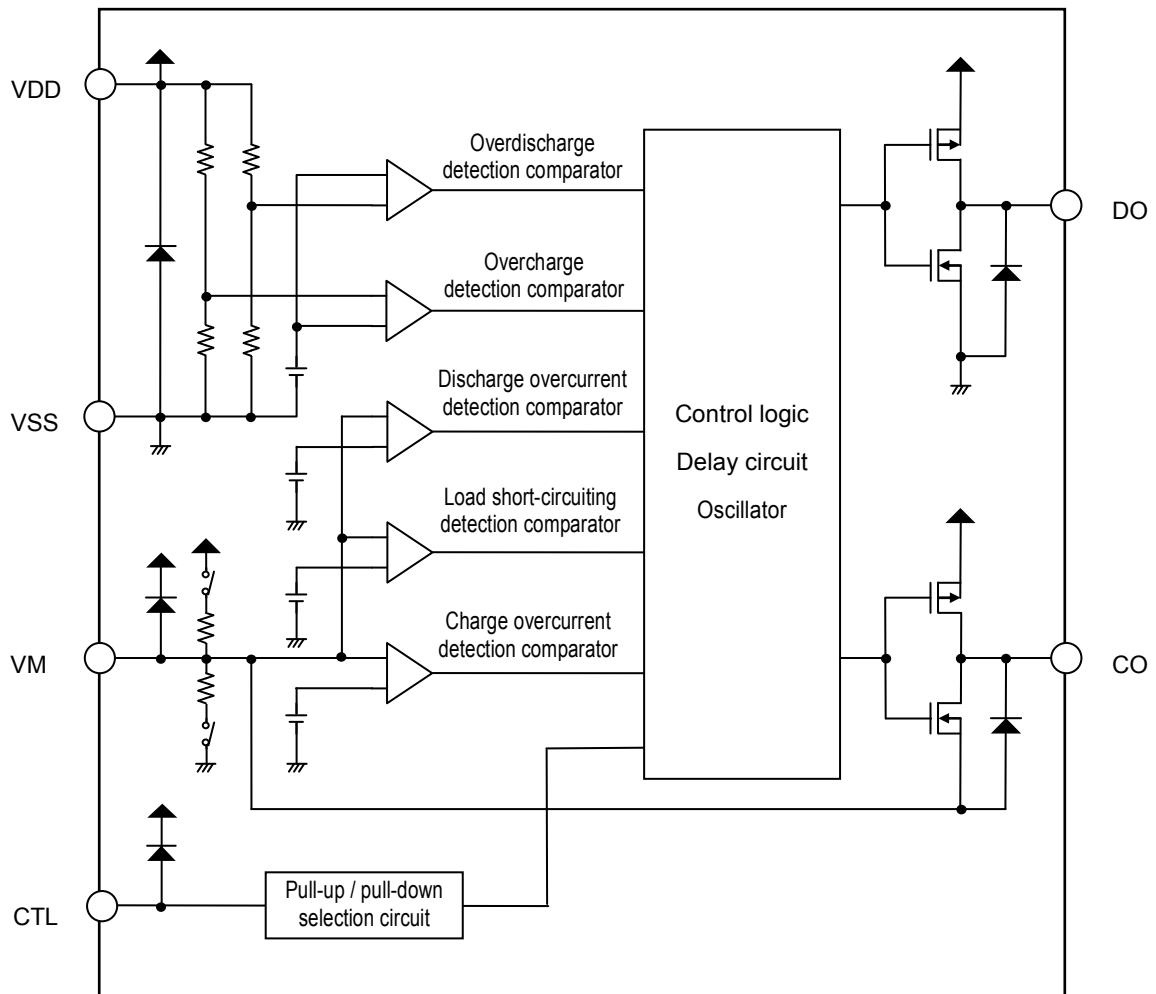 VDD
Overdischarge
detection comparator
DO
Overcharge
detection comparator
Discharge overcurrent
detection comparator
VSS
Control logic
Delay circuit
Oscillator
Load short-circuiting
detection comparator
Charge overcurrent
detection comparator
VM
CO
Pull-up / pull-down
selection circuit
CTL